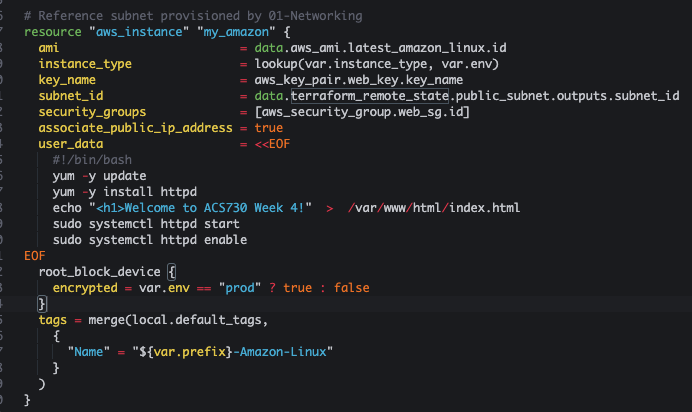 # Reference subnet provisioned by 01-Networking
resource "aws_instance" "my_amazon" {
  ami                         = data.aws_ami.latest_amazon_linux.id
  instance_type               = lookup(var.instance_type, var.env)
  key_name                    = aws_key_pair.web_key.key_name
  subnet_id                   = data.terraform_remote_state.public_subnet.outputs.subnet_id
  security_groups             = [aws_security_group.web_sg.id]
  associate_public_ip_address = true
  user_data                   = <<EOF
    #!/bin/bash
    yum -y update
    yum -y install httpd
    echo "<h1>Welcome to ACS730 Week 4!"  >  /var/www/html/index.html
    sudo systemctl httpd start
    sudo systemctl httpd enable
EOF
  root_block_device {
    encrypted = var.env == "prod" ? true : false
  }
  tags = merge(local.default_tags,
    {
      "Name" = "${var.prefix}-Amazon-Linux"
    }
  )
}